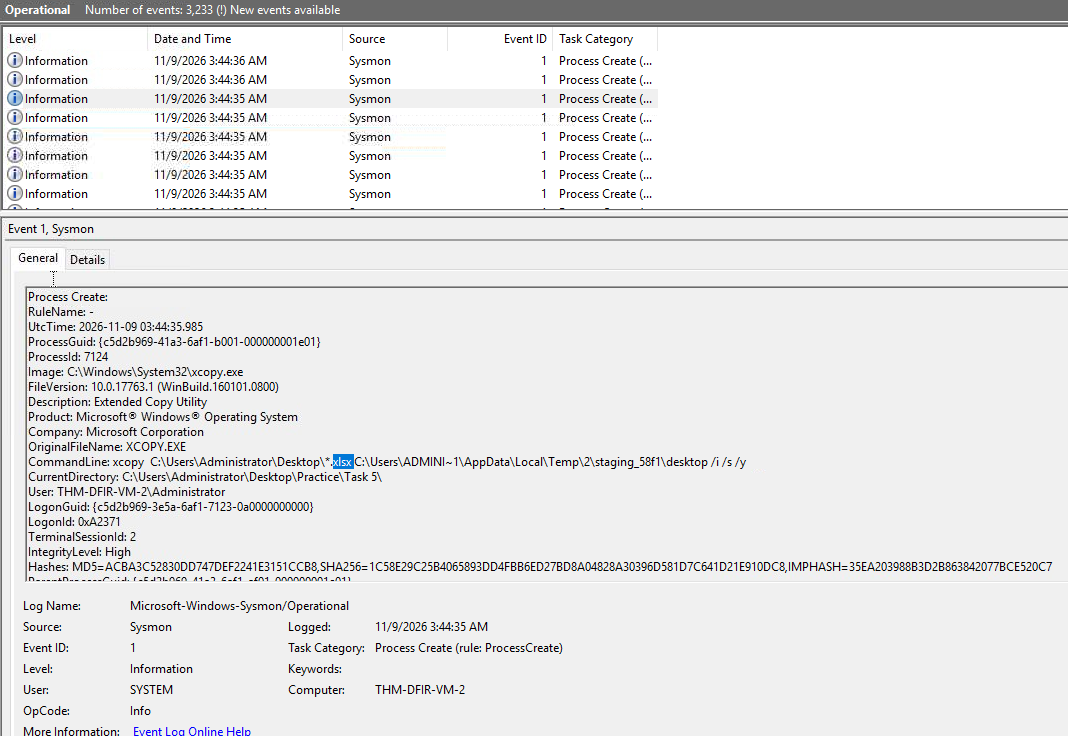 Operational Number of events: 3,233 (!) New events available
Level Date and Time Source Event ID Task Category
Information 11/9/2026 3:44:36 AM Sysmon 1 Process Create (...
Information 11/9/2026 3:44:36 AM Sysmon 1 Process Create (...
Information 11/9/2026 3:44:35 AM Sysmon 1 Process Create (...
Information 11/9/2026 3:44:35 AM Sysmon 1 Process Create (...
Information 11/9/2026 3:44:35 AM Sysmon 1 Process Create (...
Information 11/9/2026 3:44:35 AM Sysmon 1 Process Create (...
Information 11/9/2026 3:44:35 AM Sysmon 1 Process Create (...
Information 11/9/2026 3:44:35 AM Sysmon 1 Process Create (...
Event 1, Sysmon
General Details
Process Create:
RuleName: -
UtcTime: 2026-11-09 03:44:35.985
ProcessGuid: {c5d2b969-41a3-6af1-b001-000000001e01}
ProcessId: 7124
Image: C:\Windows\System32\xcopy.exe
FileVersion: 10.0.17763.1 (WinBuild.160101.0800)
Description: Extended Copy Utility
Product: Microsoft® Windows® Operating System
Company: Microsoft Corporation
OriginalFileName: XCOPY.EXE
CommandLine: xcopy  C:\Users\Administrator\Desktop\*.xlsx C:\Users\ADMINI~1\AppData\Local\Temp\2\staging_58f1\desktop /i /s /y
CurrentDirectory: C:\Users\Administrator\Desktop\Practice\Task 5\
User: THM-DFIR-VM-2\Administrator
LogonGuid: {c5d2b969-3e5a-6af1-7123-0a0000000000}
LogonId: 0xA2371
TerminalSessionId: 2
IntegrityLevel: High
Hashes: MD5=ACBA3C52830DD747DEF2241E3151CCB8,SHA256=1C58E29C25B4065893DD4FBB6ED27BD8A04828A30396D581D7C641D21E910DC8,IMPHASH=35EA203988B3D2B863842077BCE520C7
Log Name: Microsoft-Windows-Sysmon/Operational
Source: Sysmon Logged: 11/9/2026 3:44:35 AM
Event ID: 1 Task Category: Process Create (rule: ProcessCreate)
Level: Information Keywords:
User: SYSTEM Computer: THM-DFIR-VM-2
OpCode: Info
More Information: Event Log Online Help